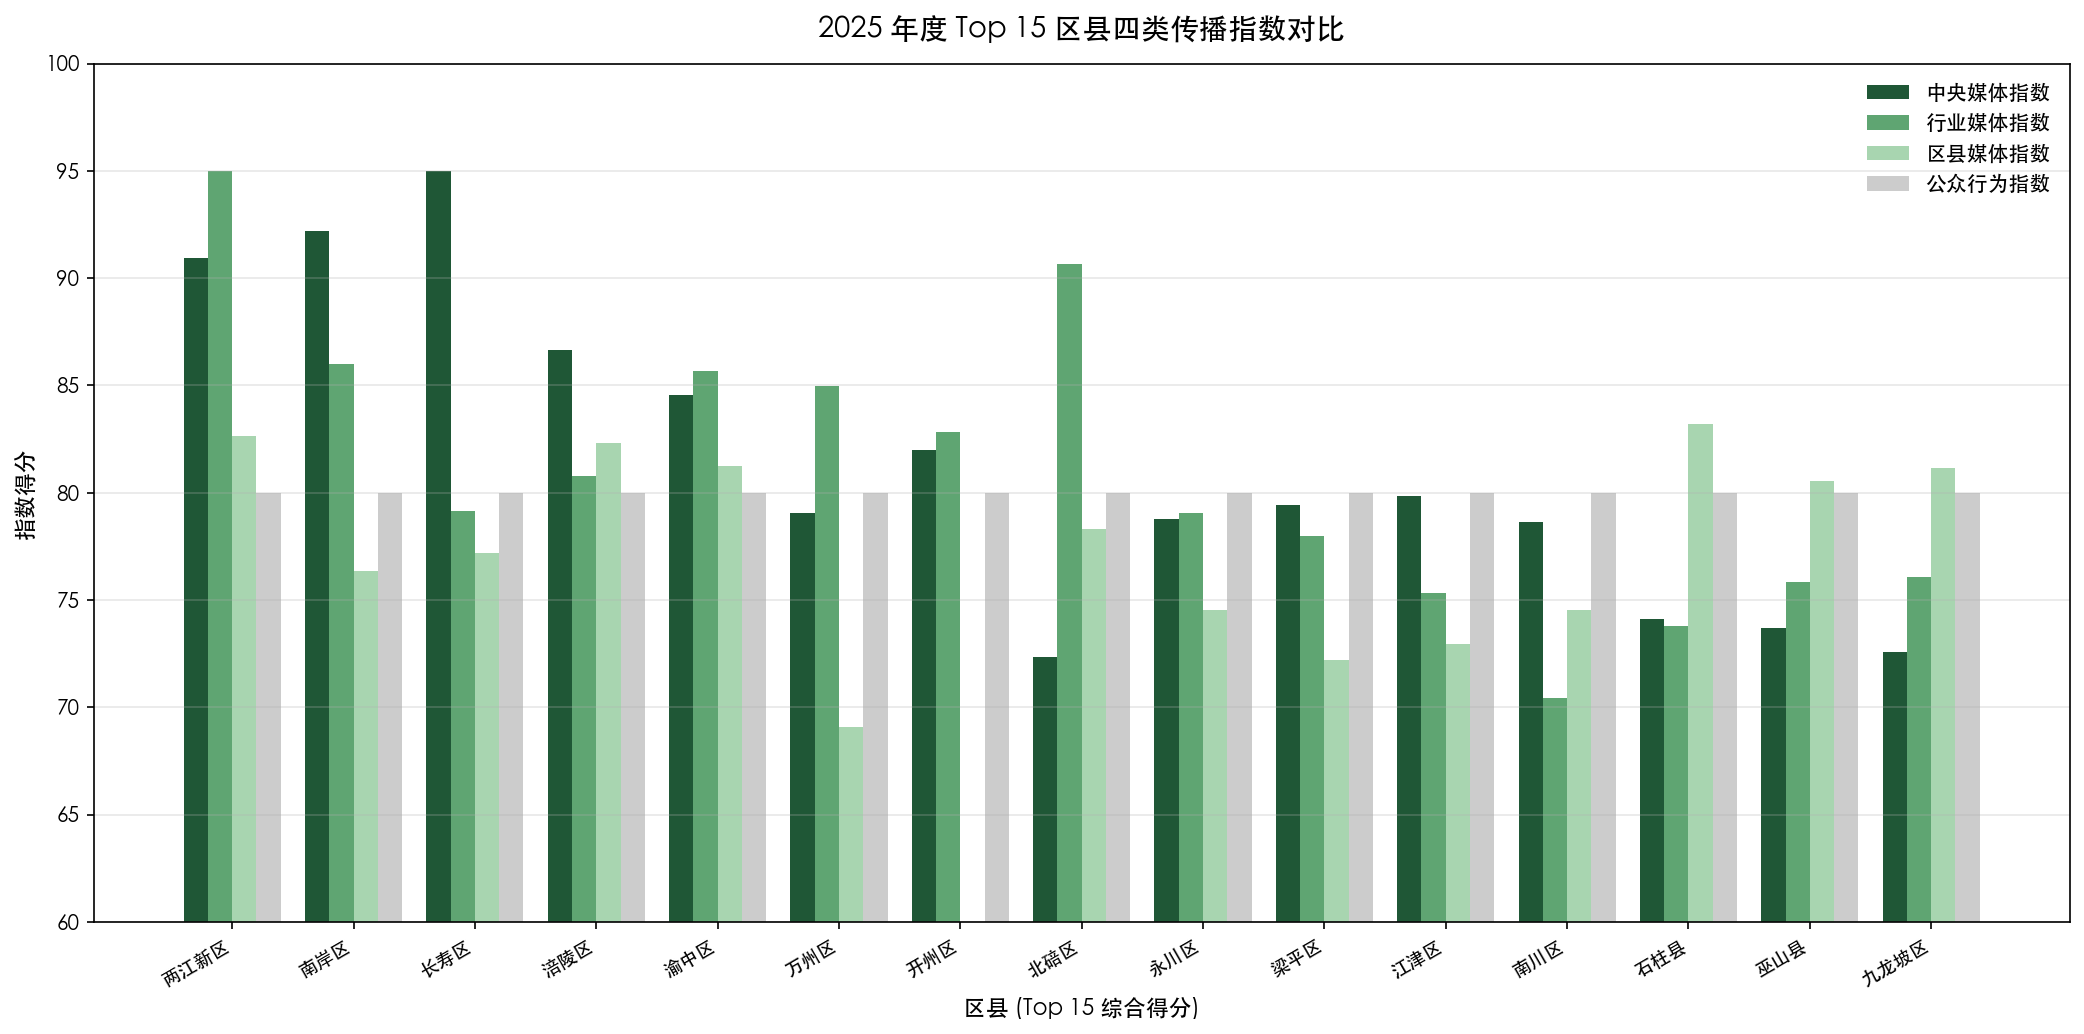 2025 年度 Top 15 区县四类传播指数对比
中央媒体指数
行业媒体指数
区县媒体指数
公众行为指数
指数得分
100
95
90
85
80
75
70
65
60
两江新区
南岸区
长寿区
涪陵区
渝中区
万州区
开州区
北碚区
永川区
梁平区
江津区
南川区
石柱县
巫山县
九龙坡区
区县 (Top 15 综合得分)